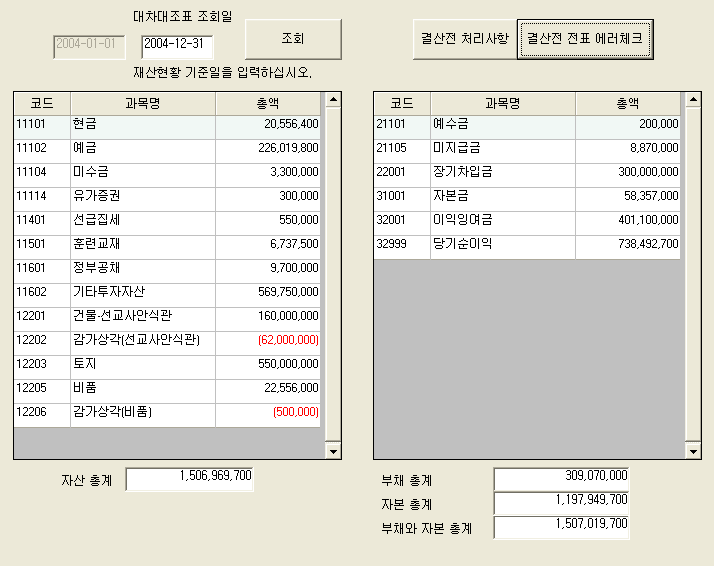 대차대조표 조회일
2004-01-01 2004-12-31 조회 결산전 처리사항 결산전 전표 에러체크
재산현황 기준일을 입력하십시오.
코드 과목명 총액
11101 현금 20,556,400
11102 예금 226,019,800
11104 미수금 3,300,000
11114 유가증권 300,000
11401 선급집세 550,000
11501 훈련교재 6,737,500
11601 정부공채 9,700,000
11602 기타투자자산 569,750,000
12201 건물-선교사안식관 160,000,000
12202 감가상각(선교사안식관) (62,000,000)
12203 토지 550,000,000
12205 비품 22,556,000
12206 감가상각(비품) (500,000)
자산 총계 1,506,969,700
코드 과목명 총액
21101 예수금 200,000
21105 미지급금 8,870,000
22001 장기차입금 300,000,000
31001 자본금 58,357,000
32001 이익잉여금 401,100,000
32999 당기순이익 738,492,700
부채 총계 309,070,000
자본 총계 1,197,949,700
부채와 자본 총계 1,507,019,700